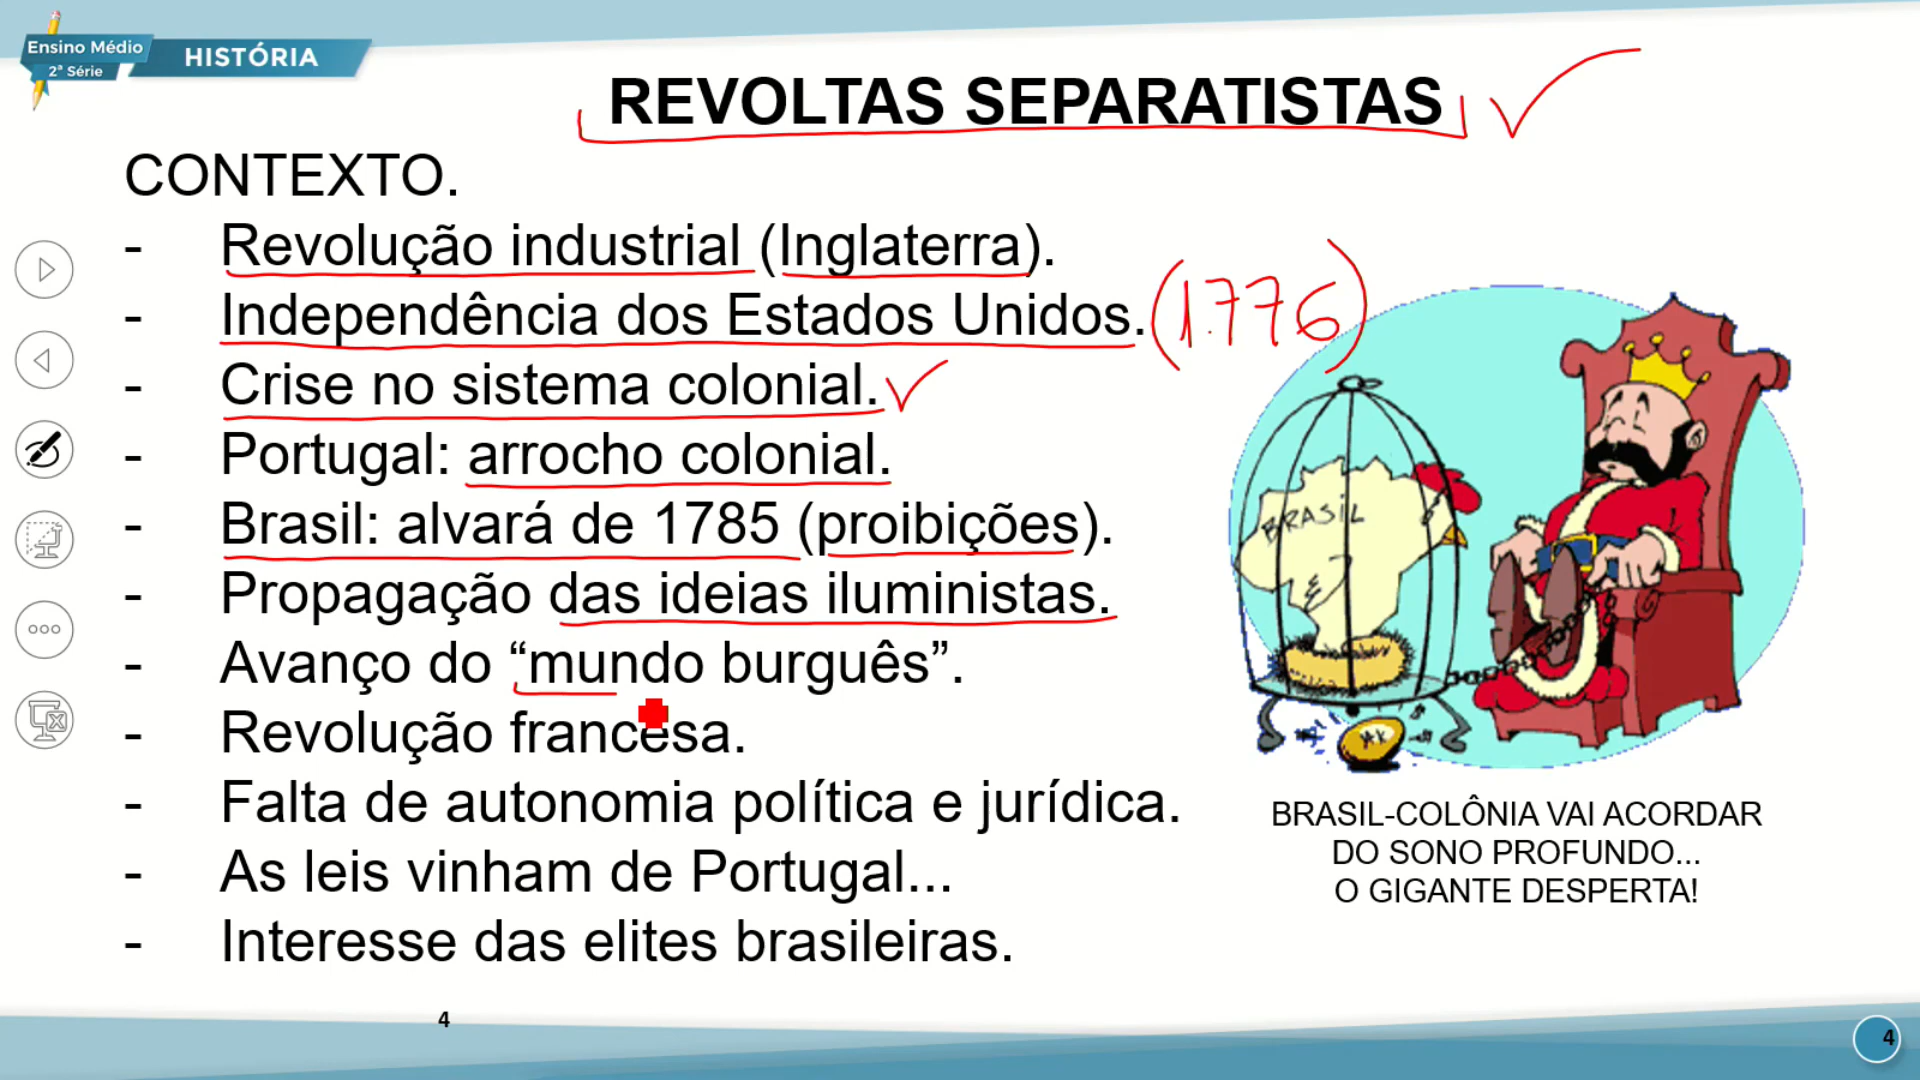 Ensino Médio
2ª Série
HISTÓRIA
REVOLTAS SEPARATISTAS
CONTEXTO.
- Revolução industrial (Inglaterra).
- Independência dos Estados Unidos. (1.776)
- Crise no sistema colonial.
- Portugal: arrocho colonial.
- Brasil: alvará de 1785 (proibições).
- Propagação das ideias iluministas.
- Avanço do “mundo burguês”.
- Revolução francesa.
- Falta de autonomia política e jurídica.
- As leis vinham de Portugal...
- Interesse das elites brasileiras.
BRASIL
BRASIL-COLÔNIA VAI ACORDAR
DO SONO PROFUNDO...
O GIGANTE DESPERTA!
4
4